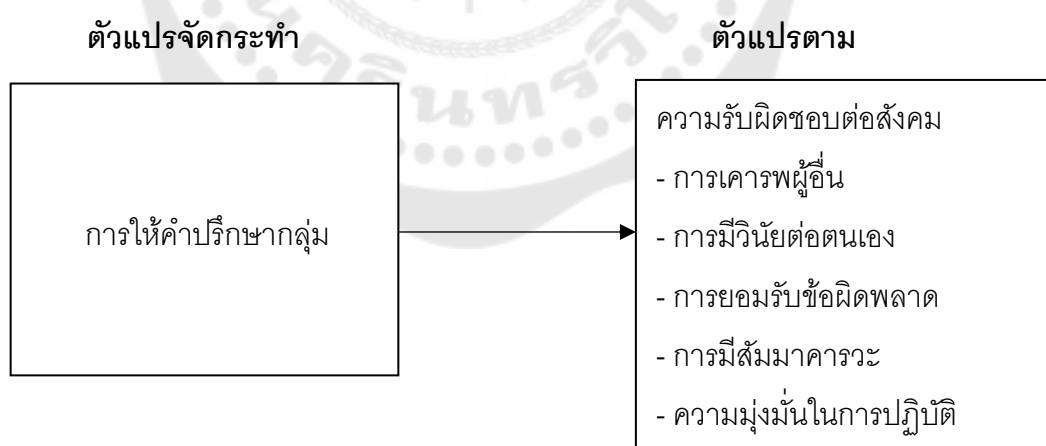 ตัวแปรจัดกระทำ
ตัวแปรตาม
การให้คำปรึกษากลุ่ม
ความรับผิดชอบต่อสังคม
- การเคารพผู้อื่น
- การมีวินัยต่อตนเอง
- การยอมรับข้อผิดพลาด
- การมีสัมมาคารวะ
- ความมุ่งมั่นในการปฏิบัติ